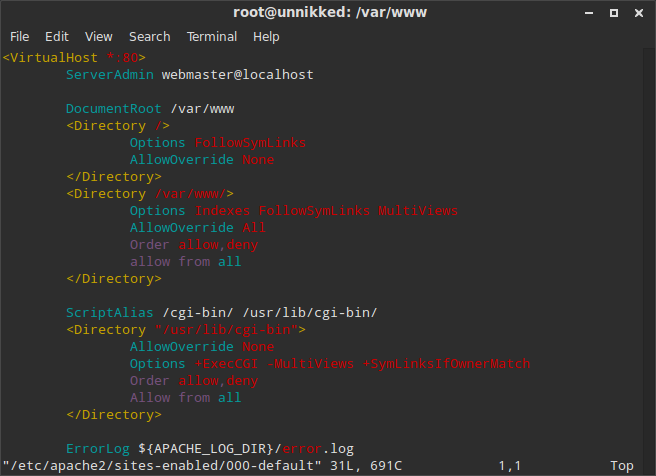 root@unnikked: /var/www
File Edit View Search Terminal Help
<VirtualHost *:80>
        ServerAdmin webmaster@localhost

        DocumentRoot /var/www
        <Directory />
                Options FollowSymLinks
                AllowOverride None
        </Directory>
        <Directory /var/www/>
                Options Indexes FollowSymLinks MultiViews
                AllowOverride All
                Order allow,deny
                allow from all
        </Directory>

        ScriptAlias /cgi-bin/ /usr/lib/cgi-bin/
        <Directory "/usr/lib/cgi-bin">
                AllowOverride None
                Options +ExecCGI -MultiViews +SymLinksIfOwnerMatch
                Order allow,deny
                Allow from all
        </Directory>

        ErrorLog ${APACHE_LOG_DIR}/error.log
"/etc/apache2/sites-enabled/000-default" 31L, 691C 1,1 Top